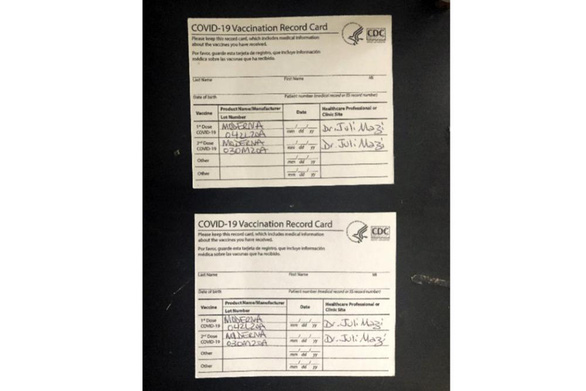 COVID-19 Vaccination Record Card
Please keep this record card, which includes medical information
about the vaccines you have received.
Por favor, guarde esta tarjeta de registro, que incluye información
médica sobre las vacunas que ha recibido.
CDC
Last Name First Name MI
Date of birth Patient number (medical record or IIS record number)
Vaccine Product Name/Manufacturer Date Healthcare Professional or
Lot Number Clinic Site
1st Dose MODERNA Dr. Juli Mazi
COVID-19 042L20A mm dd yy
2nd Dose MODERNA Dr. Juli Mazi
COVID-19 030M20A mm dd yy
Other mm dd yy
Other mm dd yy
COVID-19 Vaccination Record Card
Please keep this record card, which includes medical information
about the vaccines you have received.
Por favor, guarde esta tarjeta de registro, que incluye información
médica sobre las vacunas que ha recibido.
CDC
Last Name First Name MI
Date of birth Patient number (medical record or IIS record number)
Vaccine Product Name/Manufacturer Date Healthcare Professional or
Lot Number Clinic Site
1st Dose MODERNA Dr. Juli Mazi
COVID-19 042L20A mm dd yy
2nd Dose MODERNA Dr. Juli Mazi
COVID-19 030M20A mm dd yy
Other mm dd yy
Other mm dd yy